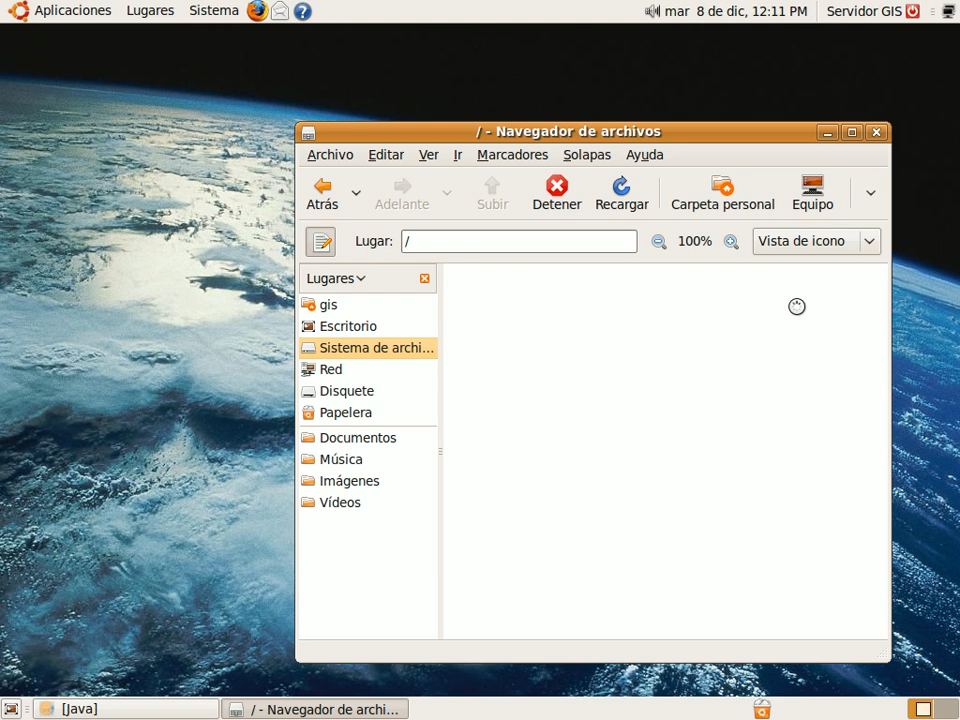 Aplicaciones Lugares Sistema mar 8 de dic, 12:11 PM Servidor GIS
/ - Navegador de archivos
Archivo Editar Ver Ir Marcadores Solapas Ayuda
Atrás Adelante Subir Detener Recargar Carpeta personal Equipo
Lugar: / 100% Vista de icono
Lugares
gis
Escritorio
Sistema de archi...
Red
Disquete
Papelera
Documentos
Música
Imágenes
Vídeos
[Java] / - Navegador de archi...